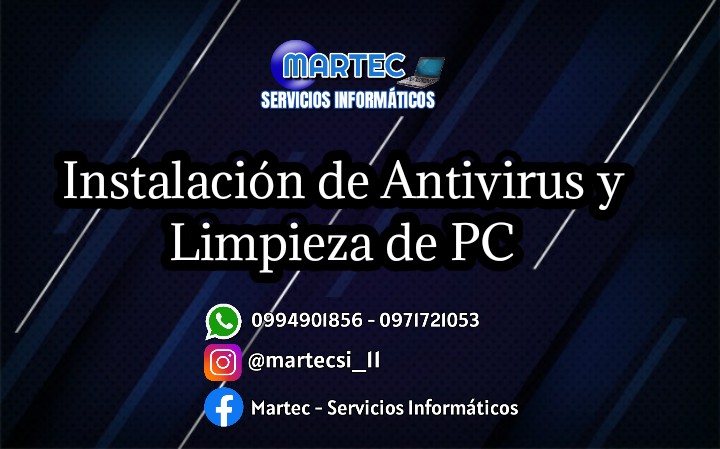 MARTEC
SERVICIOS INFORMÁTICOS
Instalación de Antivirus y
Limpieza de PC
0994901856 - 0971721053
@martecsi_11
Martec - Servicios Informáticos